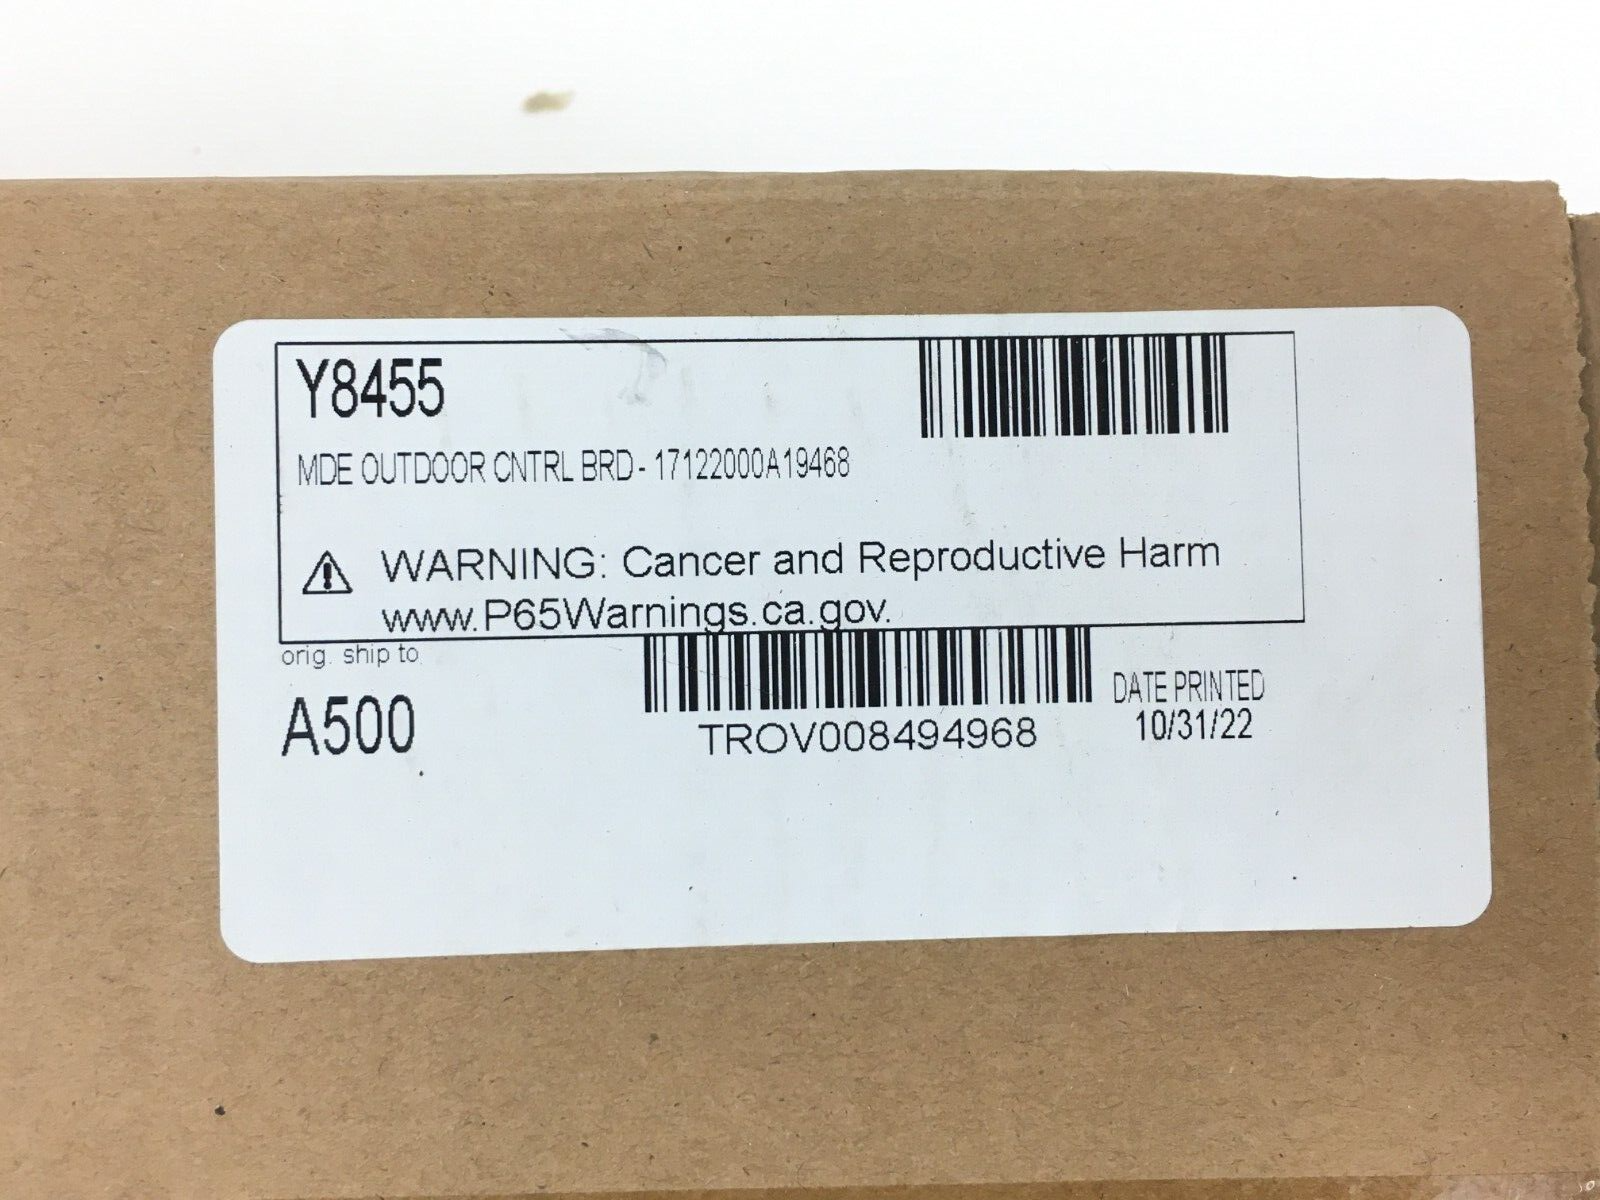 Y8455
MDE OUTDOOR CNTRL BRD - 17122000A19468
WARNING: Cancer and Reproductive Harm
www.P65Warnings.ca.gov.
orig. ship to
A500
TROV008494968
DATE PRINTED
10/31/22